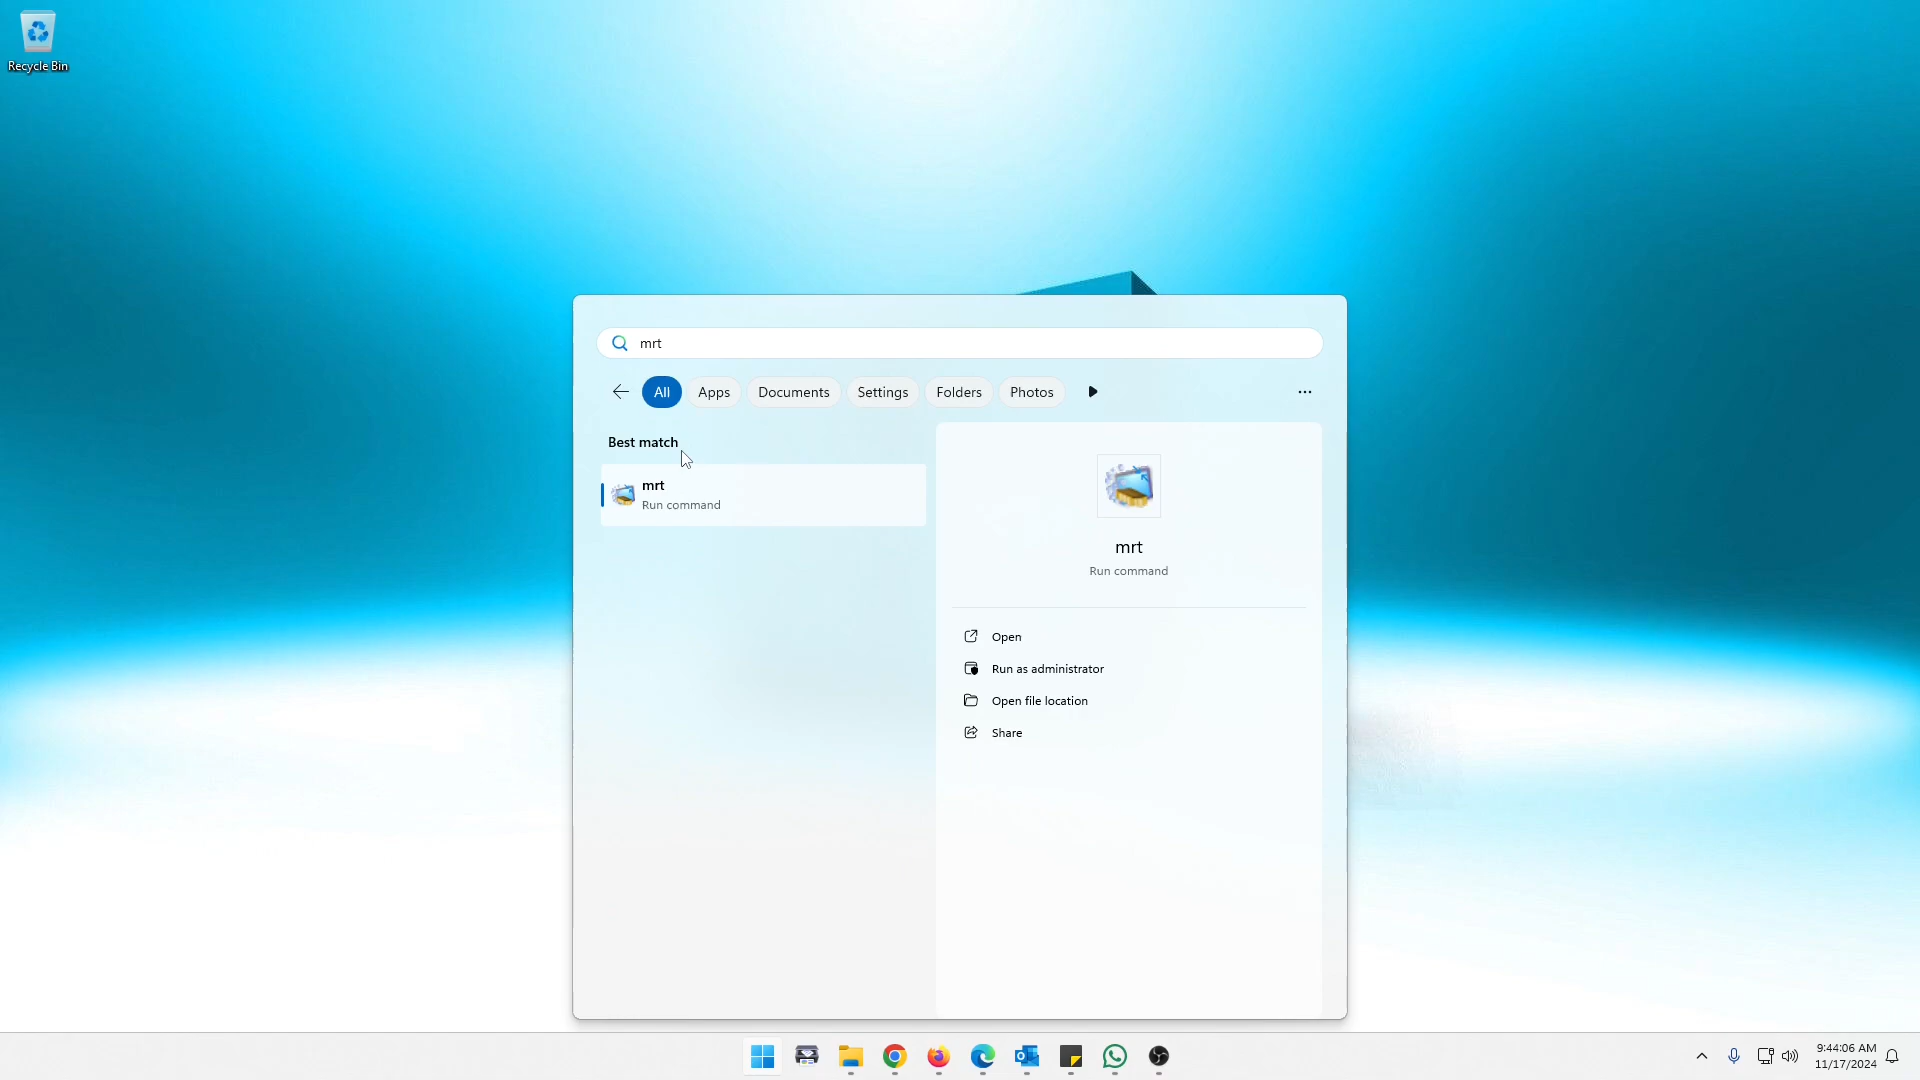 Recycle Bin
mrt
All Apps Documents Settings Folders Photos
Best match
mrt
Run command
mrt
Run command
Open
Run as administrator
Open file location
Share
9:44:06 AM
11/17/2024